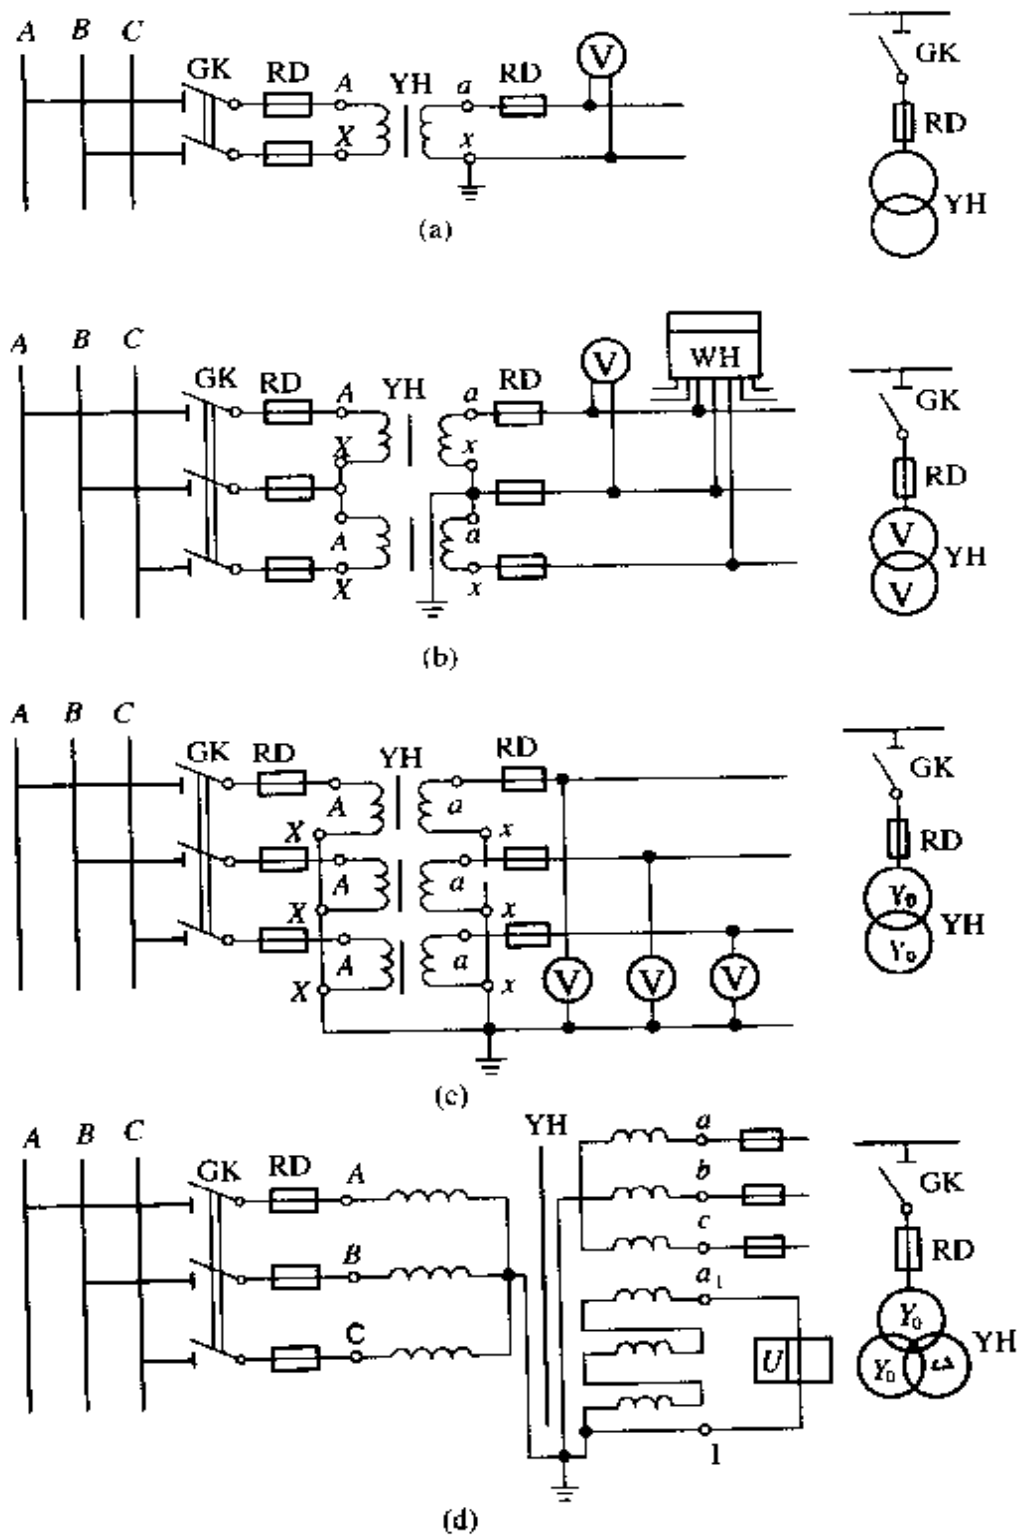 A B C GK RD A YH a RD V GK
X x RD
YH
(a)
A B C GK RD A YH a RD V WH GK
X x RD
A a V YH
X x V
(b)
A B C GK RD YH RD GK
A a RD
X x
A a Y₀ YH
X x Y₀
A a V V V
X x
(c)
A B C GK RD A YH a GK
b
B c RD
a₁
C Y₀ YH
U Y₀
1
(d)